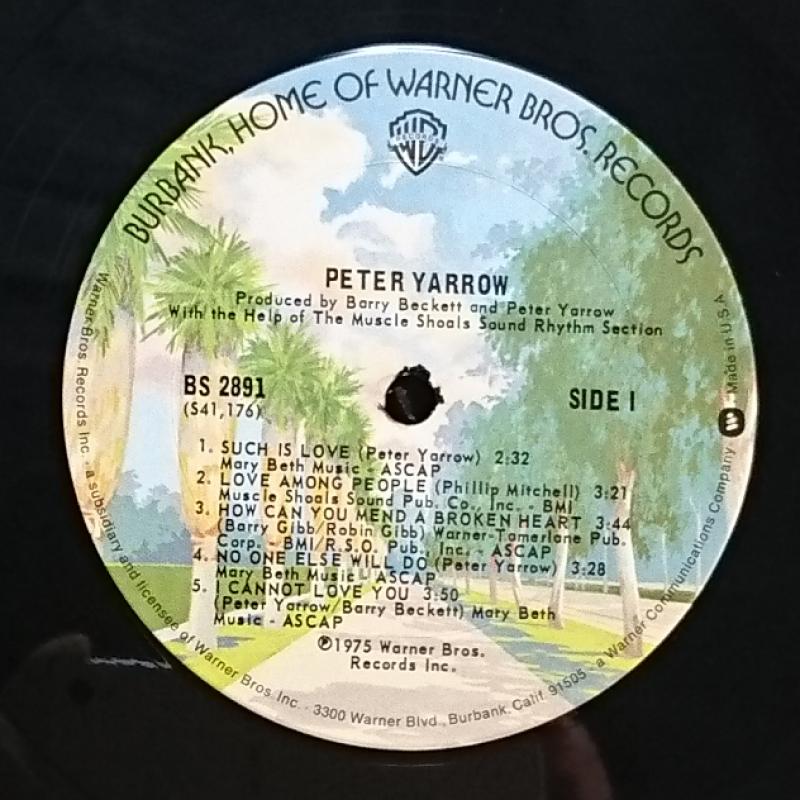 BURBANK, HOME OF WARNER BROS. RECORDS
RECORDS
PETER YARROW
Produced by Barry Beckett and Peter Yarrow
With the Help of The Muscle Shoals Sound Rhythm Section
BS 2891
SIDE 1
(S41,176)
1. SUCH IS LOVE (Peter Yarrow) 2:32
Mary Beth Music - ASCAP
2. LOVE AMONG PEOPLE (Phillip Mitchell) 3:21
Muscle Shoals Sound Pub. Co., Inc. - BMI
3. HOW CAN YOU MEND A BROKEN HEART 3:44
(Barry Gibb/Robin Gibb) Warner-Tamerlane Pub.
Corp. - BMI/R.S.O. Pub., Inc. - ASCAP
4. NO ONE ELSE WILL DO (Peter Yarrow) 3:28
Mary Beth Music - ASCAP
5. I CANNOT LOVE YOU 3:50
(Peter Yarrow/Barry Beckett) Mary Beth
Music - ASCAP
℗1975 Warner Bros.
Records Inc.
Warner Bros. Records Inc. - a subsidiary and licensee of Warner Bros. Inc. - 3300 Warner Blvd., Burbank, Calif. 91505 - a Warner Communications Company Made in U.S.A.